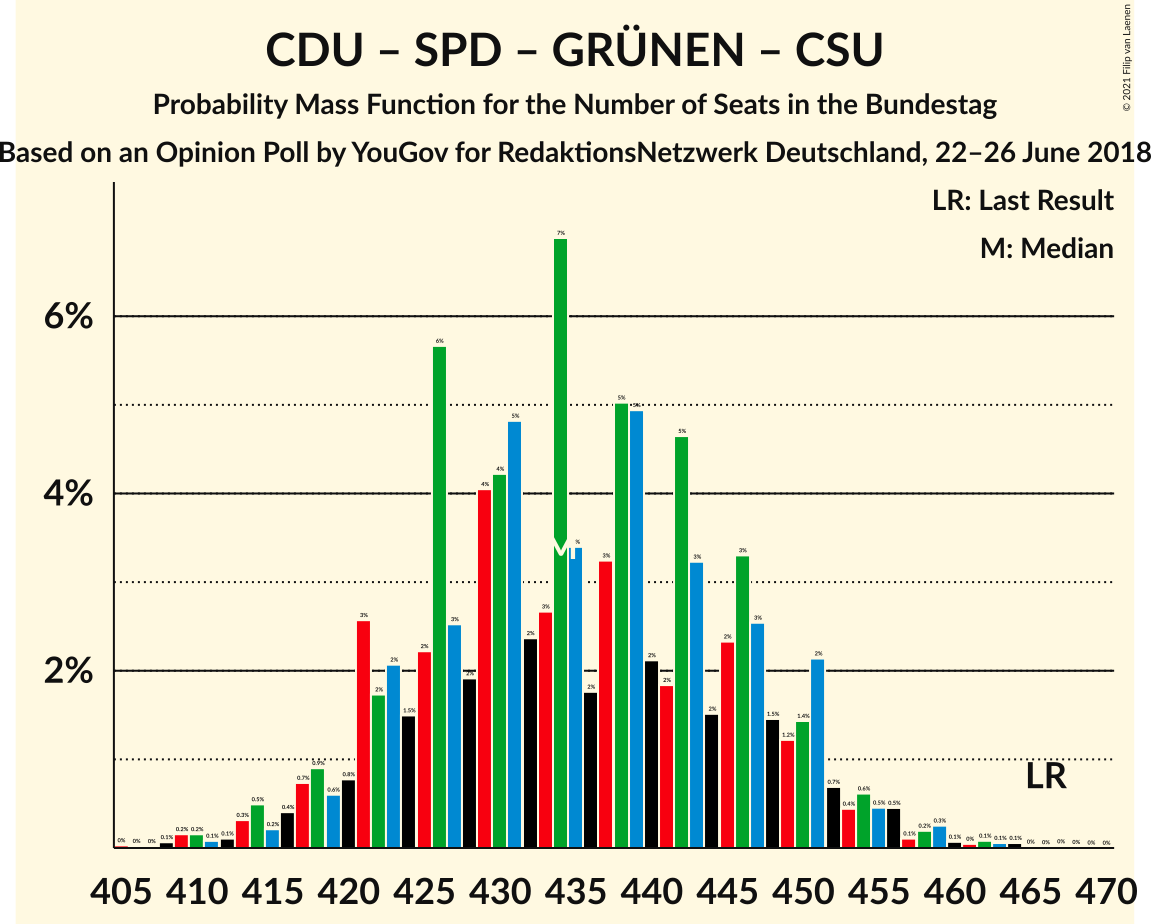 CDU – SPD – GRÜNEN – CSU
Probability Mass Function for the Number of Seats in the Bundestag
Based on an Opinion Poll by YouGov for RedaktionsNetzwerk Deutschland, 22–26 June 2018
© 2021 Filip van Laenen
LR: Last Result
M: Median
6%
4%
2%
0% 0% 0% 0.1% 0.2% 0.2% 0.1% 0.1% 0.3% 0.5% 0.2% 0.4% 0.7% 0.9% 0.6% 0.8% 3% 2% 2% 1.5% 2% 6% 3% 2% 4% 4% 5% 2% 3% 7% % 2% 3% 5% 5% 2% 2% 5% 3% 2% 2% 3% 3% 1.5% 1.2% 1.4% 2% 0.7% 0.4% 0.6% 0.5% 0.5% 0.1% 0.2% 0.3% 0.1% 0% 0.1% 0.1% 0.1% 0% 0% 0% 0% 0% 0%
M
LR
405 410 415 420 425 430 435 440 445 450 455 460 465 470